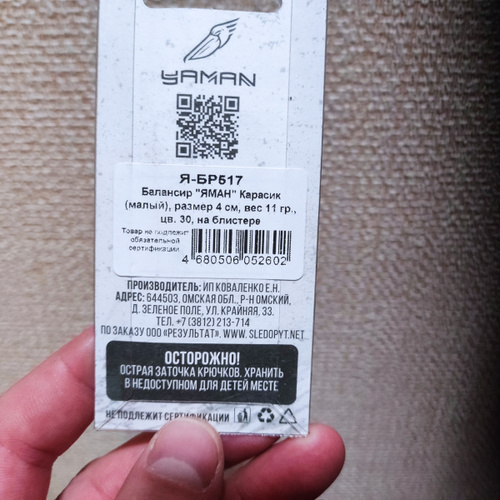 YAMAN
Я-БР517
Балансир "ЯМАН" Карасик
(малый), размер 4 см, вес 11 гр.,
цв. 30, на блистере
Товар не подлежит
обязательной
сертификации
4 680506 052602
ПРОИЗВОДИТЕЛЬ: ИП КОВАЛЕНКО Е.Н.
АДРЕС: 644503, ОМСКАЯ ОБЛ., Р-Н ОМСКИЙ,
Д. ЗЕЛЕНОЕ ПОЛЕ, УЛ. КРАЙНЯЯ, 33.
ТЕЛ. +7 (3812) 213-714
ПО ЗАКАЗУ ООО «РЕЗУЛЬТАТ». WWW.SLEDOPYT.NET
ОСТОРОЖНО!
ОСТРАЯ ЗАТОЧКА КРЮЧКОВ. ХРАНИТЬ
В НЕДОСТУПНОМ ДЛЯ ДЕТЕЙ МЕСТЕ
НЕ ПОДЛЕЖИТ СЕРТИФИКАЦИИ